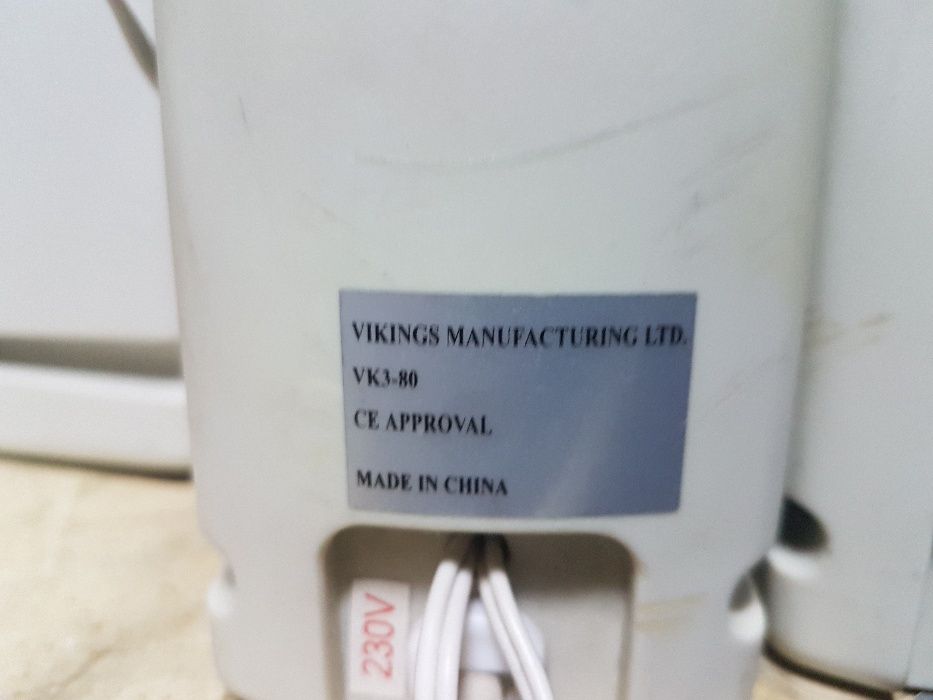 VIKINGS MANUFACTURING LTD.
VK3-80
CE APPROVAL
MADE IN CHINA
230V